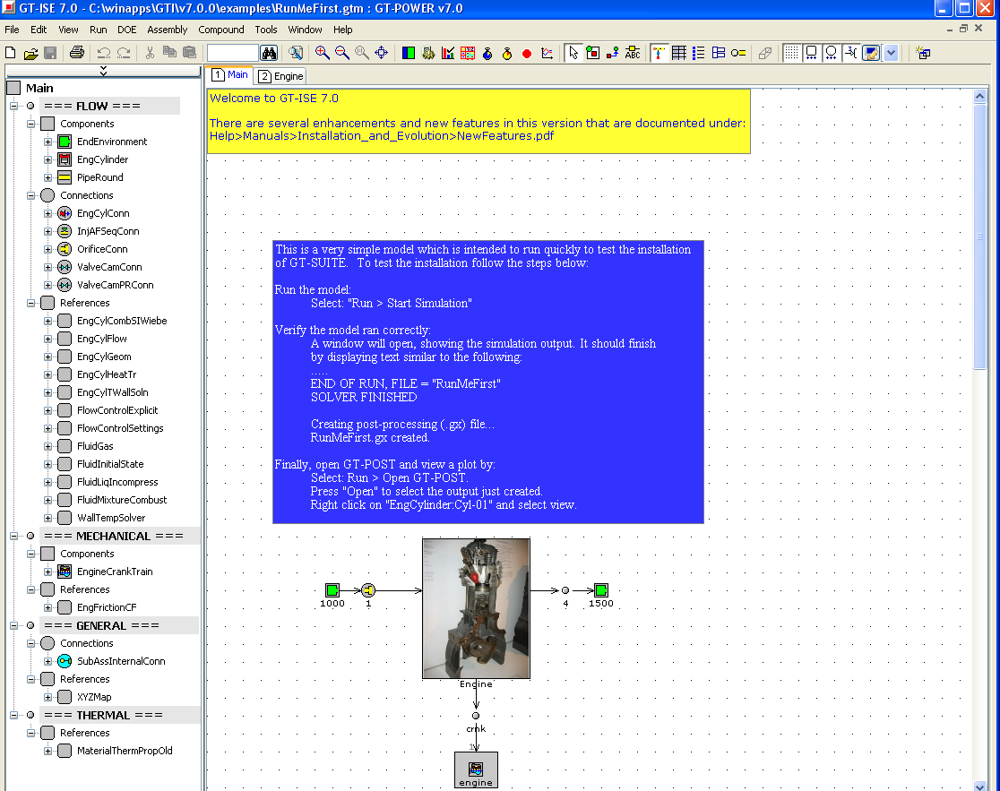 GT-ISE 7.0 - C:\winapps\GTI\v7.0.0\examples\RunMeFirst.gtm : GT-POWER v7.0
File Edit View Run DOE Assembly Compound Tools Window Help
ABC
1 Main 2 Engine
Main
=== FLOW ===
Components
EndEnvironment
EngCylinder
PipeRound
Connections
EngCylConn
InjAFSeqConn
OrificeConn
ValveCamConn
ValveCamPRConn
References
EngCylCombSIWiebe
EngCylFlow
EngCylGeom
EngCylHeatTr
EngCylTWallSoln
FlowControlExplicit
FlowControlSettings
FluidGas
FluidInitialState
FluidLiqIncompress
FluidMixtureCombust
WallTempSolver
=== MECHANICAL ===
Components
EngineCrankTrain
References
EngFrictionCF
=== GENERAL ===
Connections
SubAssInternalConn
References
XYZMap
=== THERMAL ===
References
MaterialThermPropOld
Welcome to GT-ISE 7.0
There are several enhancements and new features in this version that are documented under:
Help>Manuals>Installation_and_Evolution>NewFeatures.pdf
This is a very simple model which is intended to run quickly to test the installation
of GT-SUITE. To test the installation follow the steps below:
Run the model:
Select: "Run > Start Simulation"
Verify the model ran correctly:
A window will open, showing the simulation output. It should finish
by displaying text similar to the following:
.....
END OF RUN, FILE = "RunMeFirst"
SOLVER FINISHED
Creating post-processing (.gx) file...
RunMeFirst.gx created.
Finally, open GT-POST and view a plot by:
Select: Run > Open GT-POST.
Press "Open" to select the output just created.
Right click on "EngCylinder:Cyl-01" and select view.
1000 1 4 1500
Engine
crnk
1
engine